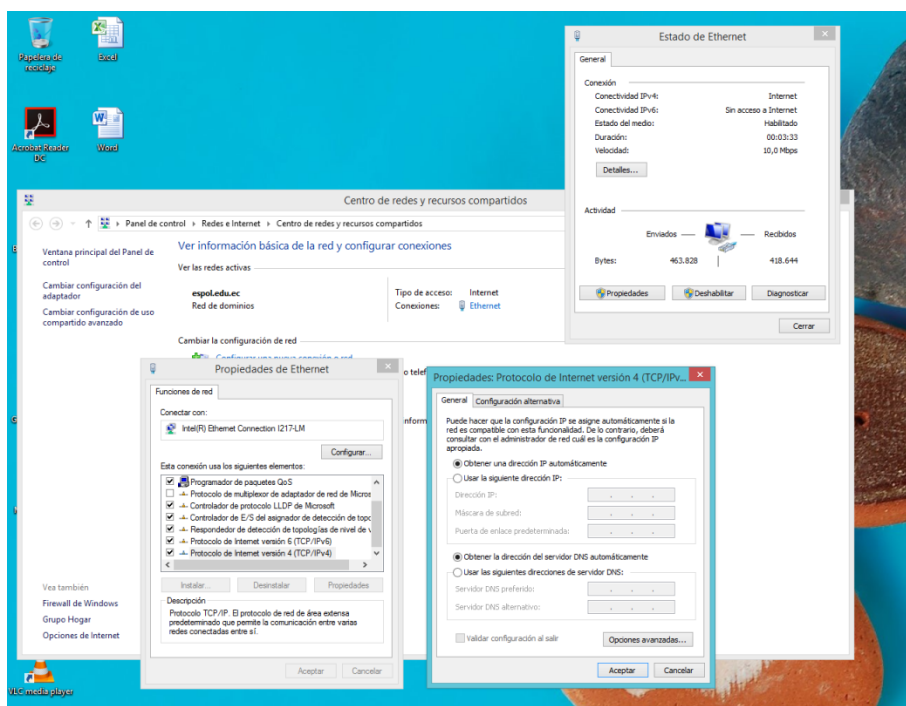 Papelera de
reciclaje
Excel
Acrobat Reader
DC
Word
Estado de Ethernet
General
Conexión
Conectividad IPv4: Internet
Conectividad IPv6: Sin acceso a Internet
Estado del medio: Habilitado
Duración: 00:03:33
Velocidad: 10,0 Mbps
Detalles...
Actividad
Enviados — — Recibidos
Bytes: 463.828 | 418.644
Propiedades Deshabilitar Diagnosticar
Cerrar
Centro de redes y recursos compartidos
Panel de control ▸ Redes e Internet ▸ Centro de redes y recursos compartidos
Ventana principal del Panel de
control
Cambiar configuración del
adaptador
Cambiar configuración de uso
compartido avanzado
Ver información básica de la red y configurar conexiones
Ver las redes activas
espol.edu.ec
Red de dominios
Tipo de acceso: Internet
Conexiones: Ethernet
Cambiar la configuración de red
Configurar una nueva conexión o red
o telef
nform
Vea también
Firewall de Windows
Grupo Hogar
Opciones de Internet
Propiedades de Ethernet
Funciones de red
Conectar con:
Intel(R) Ethernet Connection I217-LM
Configurar...
Esta conexión usa los siguientes elementos:
Programador de paquetes QoS
Protocolo de multiplexor de adaptador de red de Micros
Controlador de protocolo LLDP de Microsoft
Controlador de E/S del asignador de detección de topo
Respondedor de detección de topologías de nivel de v
Protocolo de Internet versión 6 (TCP/IPv6)
Protocolo de Internet versión 4 (TCP/IPv4)
Instalar... Desinstalar Propiedades
Descripción
Protocolo TCP/IP. El protocolo de red de área extensa
predeterminado que permite la comunicación entre varias
redes conectadas entre sí.
Aceptar Cancelar
Propiedades: Protocolo de Internet versión 4 (TCP/IPv...
General Configuración alternativa
Puede hacer que la configuración IP se asigne automáticamente si la
red es compatible con esta funcionalidad. De lo contrario, deberá
consultar con el administrador de red cuál es la configuración IP
apropiada.
Obtener una dirección IP automáticamente
Usar la siguiente dirección IP:
Dirección IP:
Máscara de subred:
Puerta de enlace predeterminada:
Obtener la dirección del servidor DNS automáticamente
Usar las siguientes direcciones de servidor DNS:
Servidor DNS preferido:
Servidor DNS alternativo:
Validar configuración al salir
Opciones avanzadas...
Aceptar Cancelar
VLC media player